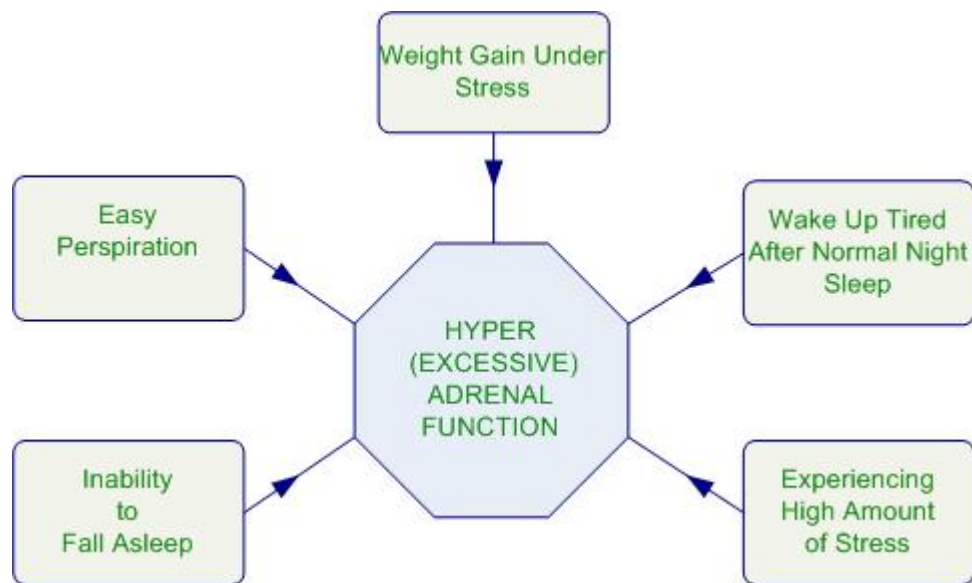 Weight Gain Under
Stress
Easy
Perspiration
Wake Up Tired
After Normal Night
Sleep
HYPER
(EXCESSIVE)
ADRENAL
FUNCTION
Inability
to
Fall Asleep
Experiencing
High Amount
of Stress